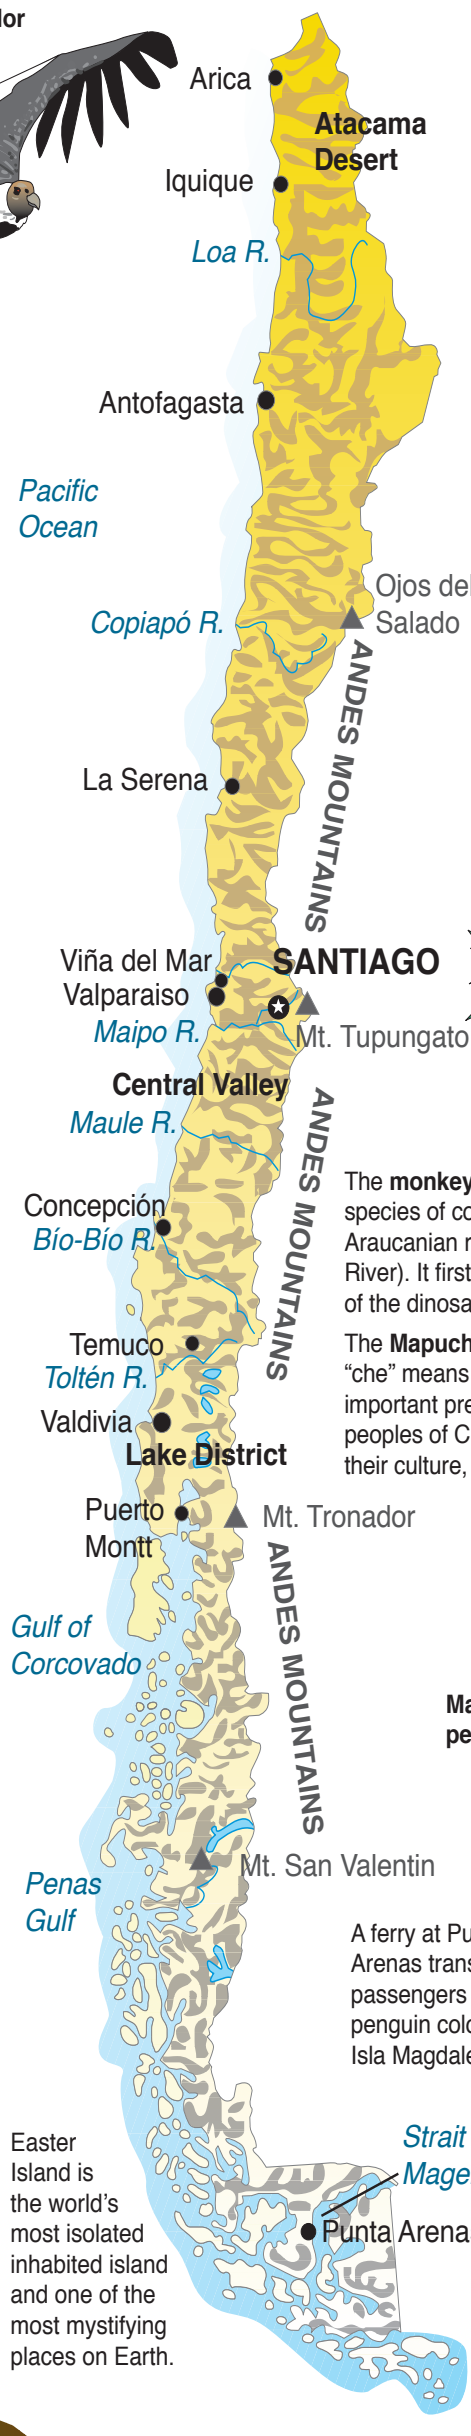 lor
Arica
Atacama
Desert
Iquique
Loa R.
Antofagasta
Pacific
Ocean
Ojos del
Salado
Copiapó R.
ANDES MOUNTAINS
La Serena
Viña del Mar
SANTIAGO
Valparaiso
Maipo R.
Mt. Tupungato
Central Valley
Maule R.
ANDES MOUNTAINS
The monkey
species of co
Araucanian r
River). It first
of the dinosa
Concepción
Bío-Bío R.
Temuco
Toltén R.
The Mapuch
“che” means
important pre
peoples of C
their culture,
Valdivia
Lake District
Puerto
Montt
Mt. Tronador
ANDES MOUNTAINS
Gulf of
Corcovado
Ma
pe
Mt. San Valentin
Penas
Gulf
A ferry at Pu
Arenas trans
passengers
penguin colo
Isla Magdale
Easter
Island is
the world’s
most isolated
inhabited island
and one of the
most mystifying
places on Earth.
Strait
Mage
Punta Arenas